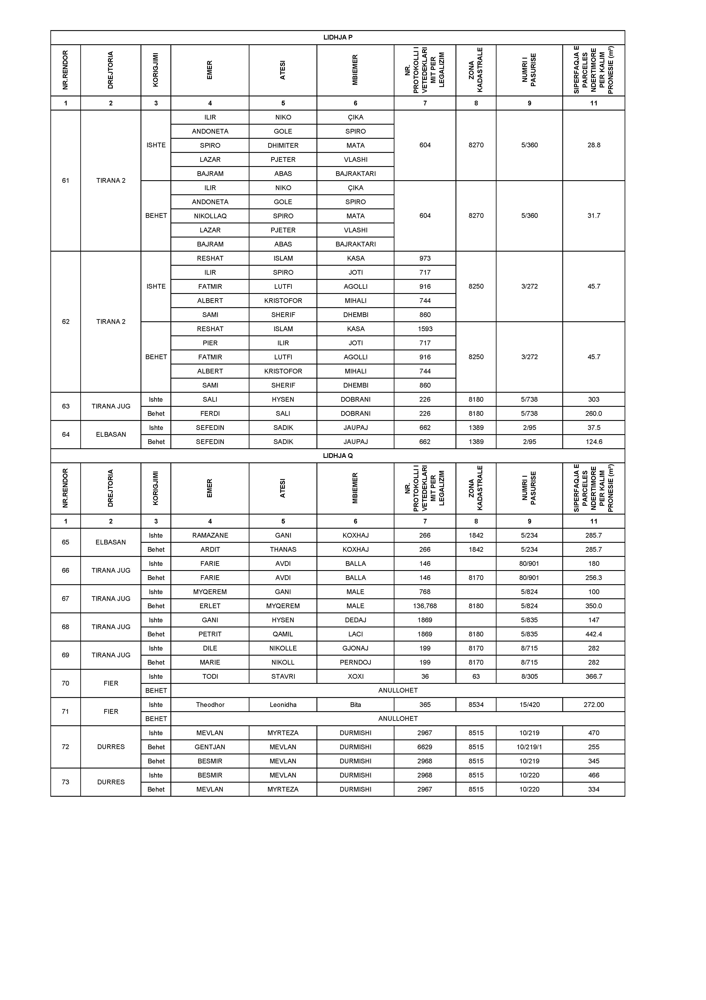 LIDHJA P
NR.RENDOR DREJTORIA KORIGJIMI EMER ATESI MBIEMER NR. PROTOKOLLI I VETEDEKLARI MIT PER LEGALIZIM ZONA KADASTRALE NUMRI I PASURISE SIPERFAQJA E PARCELES NDERTIMORE PER KALIM PRONESIE (m²)
1 2 3 4 5 6 7 8 9 11
61 TIRANA 2 ISHTE ILIR NIKO ÇIKA 604 8270 5/360 28.8
ANDONETA GOLE SPIRO
SPIRO DHIMITER MATA
LAZAR PJETER VLASHI
BAJRAM ABAS BAJRAKTARI
BEHET ILIR NIKO ÇIKA 604 8270 5/360 31.7
ANDONETA GOLE SPIRO
NIKOLLAQ SPIRO MATA
LAZAR PJETER VLASHI
BAJRAM ABAS BAJRAKTARI
62 TIRANA 2 ISHTE RESHAT ISLAM KASA 973 8250 3/272 45.7
ILIR SPIRO JOTI 717
FATMIR LUTFI AGOLLI 916
ALBERT KRISTOFOR MIHALI 744
SAMI SHERIF DHEMBI 860
BEHET RESHAT ISLAM KASA 1593 8250 3/272 45.7
PIER ILIR JOTI 717
FATMIR LUTFI AGOLLI 916
ALBERT KRISTOFOR MIHALI 744
SAMI SHERIF DHEMBI 860
63 TIRANA JUG Ishte SALI HYSEN DOBRANI 226 8180 5/738 303
Behet FERDI SALI DOBRANI 226 8180 5/738 260.0
64 ELBASAN Ishte SEFEDIN SADIK JAUPAJ 662 1389 2/95 37.5
Behet SEFEDIN SADIK JAUPAJ 662 1389 2/95 124.6
LIDHJA Q
NR.RENDOR DREJTORIA KORIGJIMI EMER ATESI MBIEMER NR. PROTOKOLLI I VETEDEKLARI MIT PER LEGALIZIM ZONA KADASTRALE NUMRI I PASURISE SIPERFAQJA E PARCELES NDERTIMORE PER KALIM PRONESIE (m²)
1 2 3 4 5 6 7 8 9 11
65 ELBASAN Ishte RAMAZANE GANI KOXHAJ 266 1842 5/234 285.7
Behet ARDIT THANAS KOXHAJ 266 1842 5/234 285.7
66 TIRANA JUG Ishte FARIE AVDI BALLA 146 80/901 180
Behet FARIE AVDI BALLA 146 8170 80/901 256.3
67 TIRANA JUG Ishte MYQEREM GANI MALE 768 5/824 100
Behet ERLET MYQEREM MALE 136,768 8180 5/824 350.0
68 TIRANA JUG Ishte GANI HYSEN DEDAJ 1869 5/835 147
Behet PETRIT QAMIL LACI 1869 8180 5/835 442.4
69 TIRANA JUG Ishte DILE NIKOLLE GJONAJ 199 8170 8/715 282
Behet MARIE NIKOLL PERNDOJ 199 8170 8/715 282
70 FIER Ishte TODI STAVRI XOXI 36 63 8/305 366.7
BEHET ANULLOHET
71 FIER Ishte Theodhor Leonidha Bita 365 8534 15/420 272.00
BEHET ANULLOHET
72 DURRES Ishte MEVLAN MYRTEZA DURMISHI 2967 8515 10/219 470
Behet GENTJAN MEVLAN DURMISHI 6629 8515 10/219/1 255
Behet BESMIR MEVLAN DURMISHI 2968 8515 10/219 345
73 DURRES Ishte BESMIR MEVLAN DURMISHI 2968 8515 10/220 466
Behet MEVLAN MYRTEZA DURMISHI 2967 8515 10/220 334